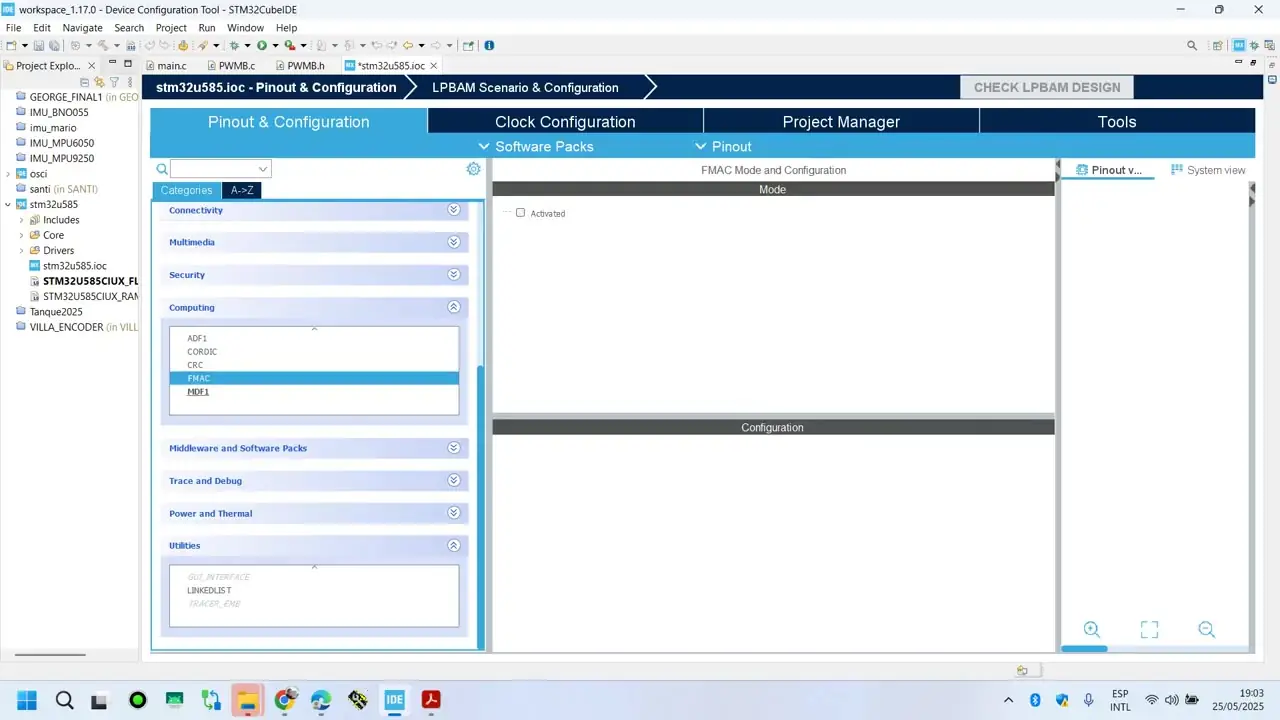 IDE workspace_1.17.0 - Device Configuration Tool - STM32CubeIDE
File Edit Navigate Search Project Run Window Help
Project Explo...
main.c
PWMB.c
PWMB.h
MX *stm32u585.ioc
GEORGE_FINAL1 (in GEO
IMU_BNO055
imu_mario
IMU_MPU6050
IMU_MPU9250
osci
santi (in SANTI)
stm32u585
Includes
Core
Drivers
MX stm32u585.ioc
STM32U585CIUX_FL
STM32U585CIUX_RAM
Tanque2025
VILLA_ENCODER (in VILL
stm32u585.ioc - Pinout & Configuration
LPBAM Scenario & Configuration
CHECK LPBAM DESIGN
Pinout & Configuration
Clock Configuration
Project Manager
Tools
Software Packs
Pinout
Categories
A->Z
Connectivity
Multimedia
Security
Computing
ADF1
CORDIC
CRC
FMAC
MDF1
Middleware and Software Packs
Trace and Debug
Power and Thermal
Utilities
GUI_INTERFACE
LINKEDLIST
TRACER_EMB
FMAC Mode and Configuration
Mode
Activated
Configuration
Pinout v...
System view
IDE
ESP
INTL
19:03
25/05/2025